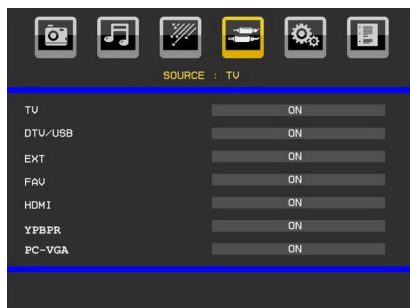 SOURCE : TV
TV ON
DTV/USB ON
EXT ON
FAV ON
HDMI ON
YPBPR ON
PC-VGA ON